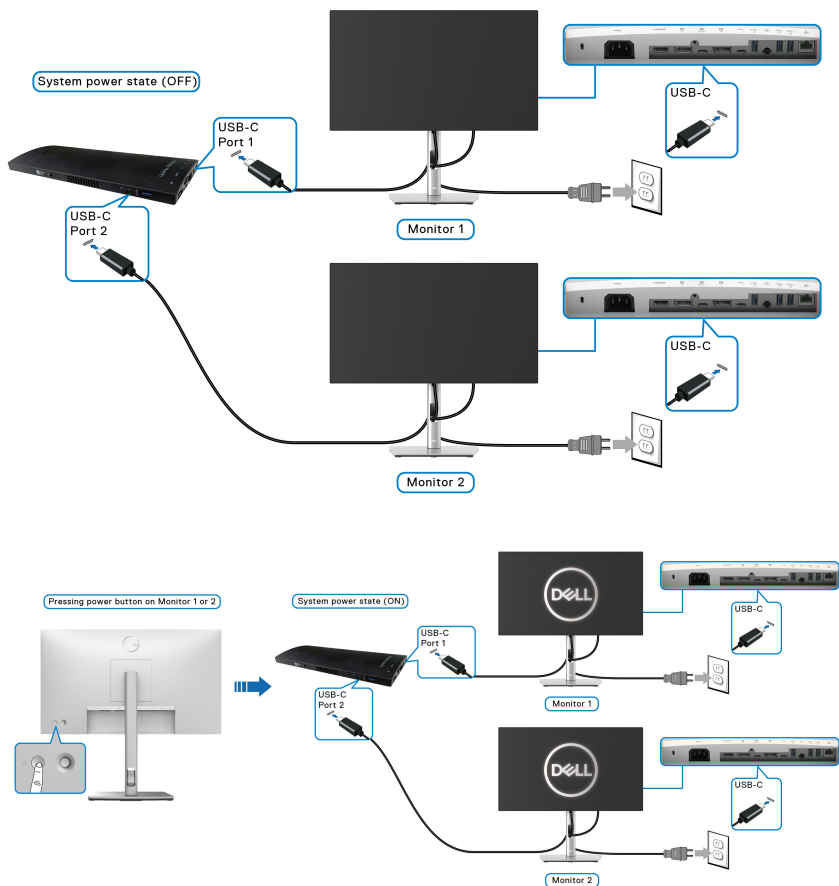 System power state (OFF)
USB-C
Port 1
USB-C
Monitor 1
USB-C
Port 2
USB-C
Monitor 2
Pressing power button on Monitor 1 or 2
System power state (ON)
USB-C
Port 1
DELL
USB-C
Monitor 1
USB-C
Port 2
DELL
USB-C
Monitor 2